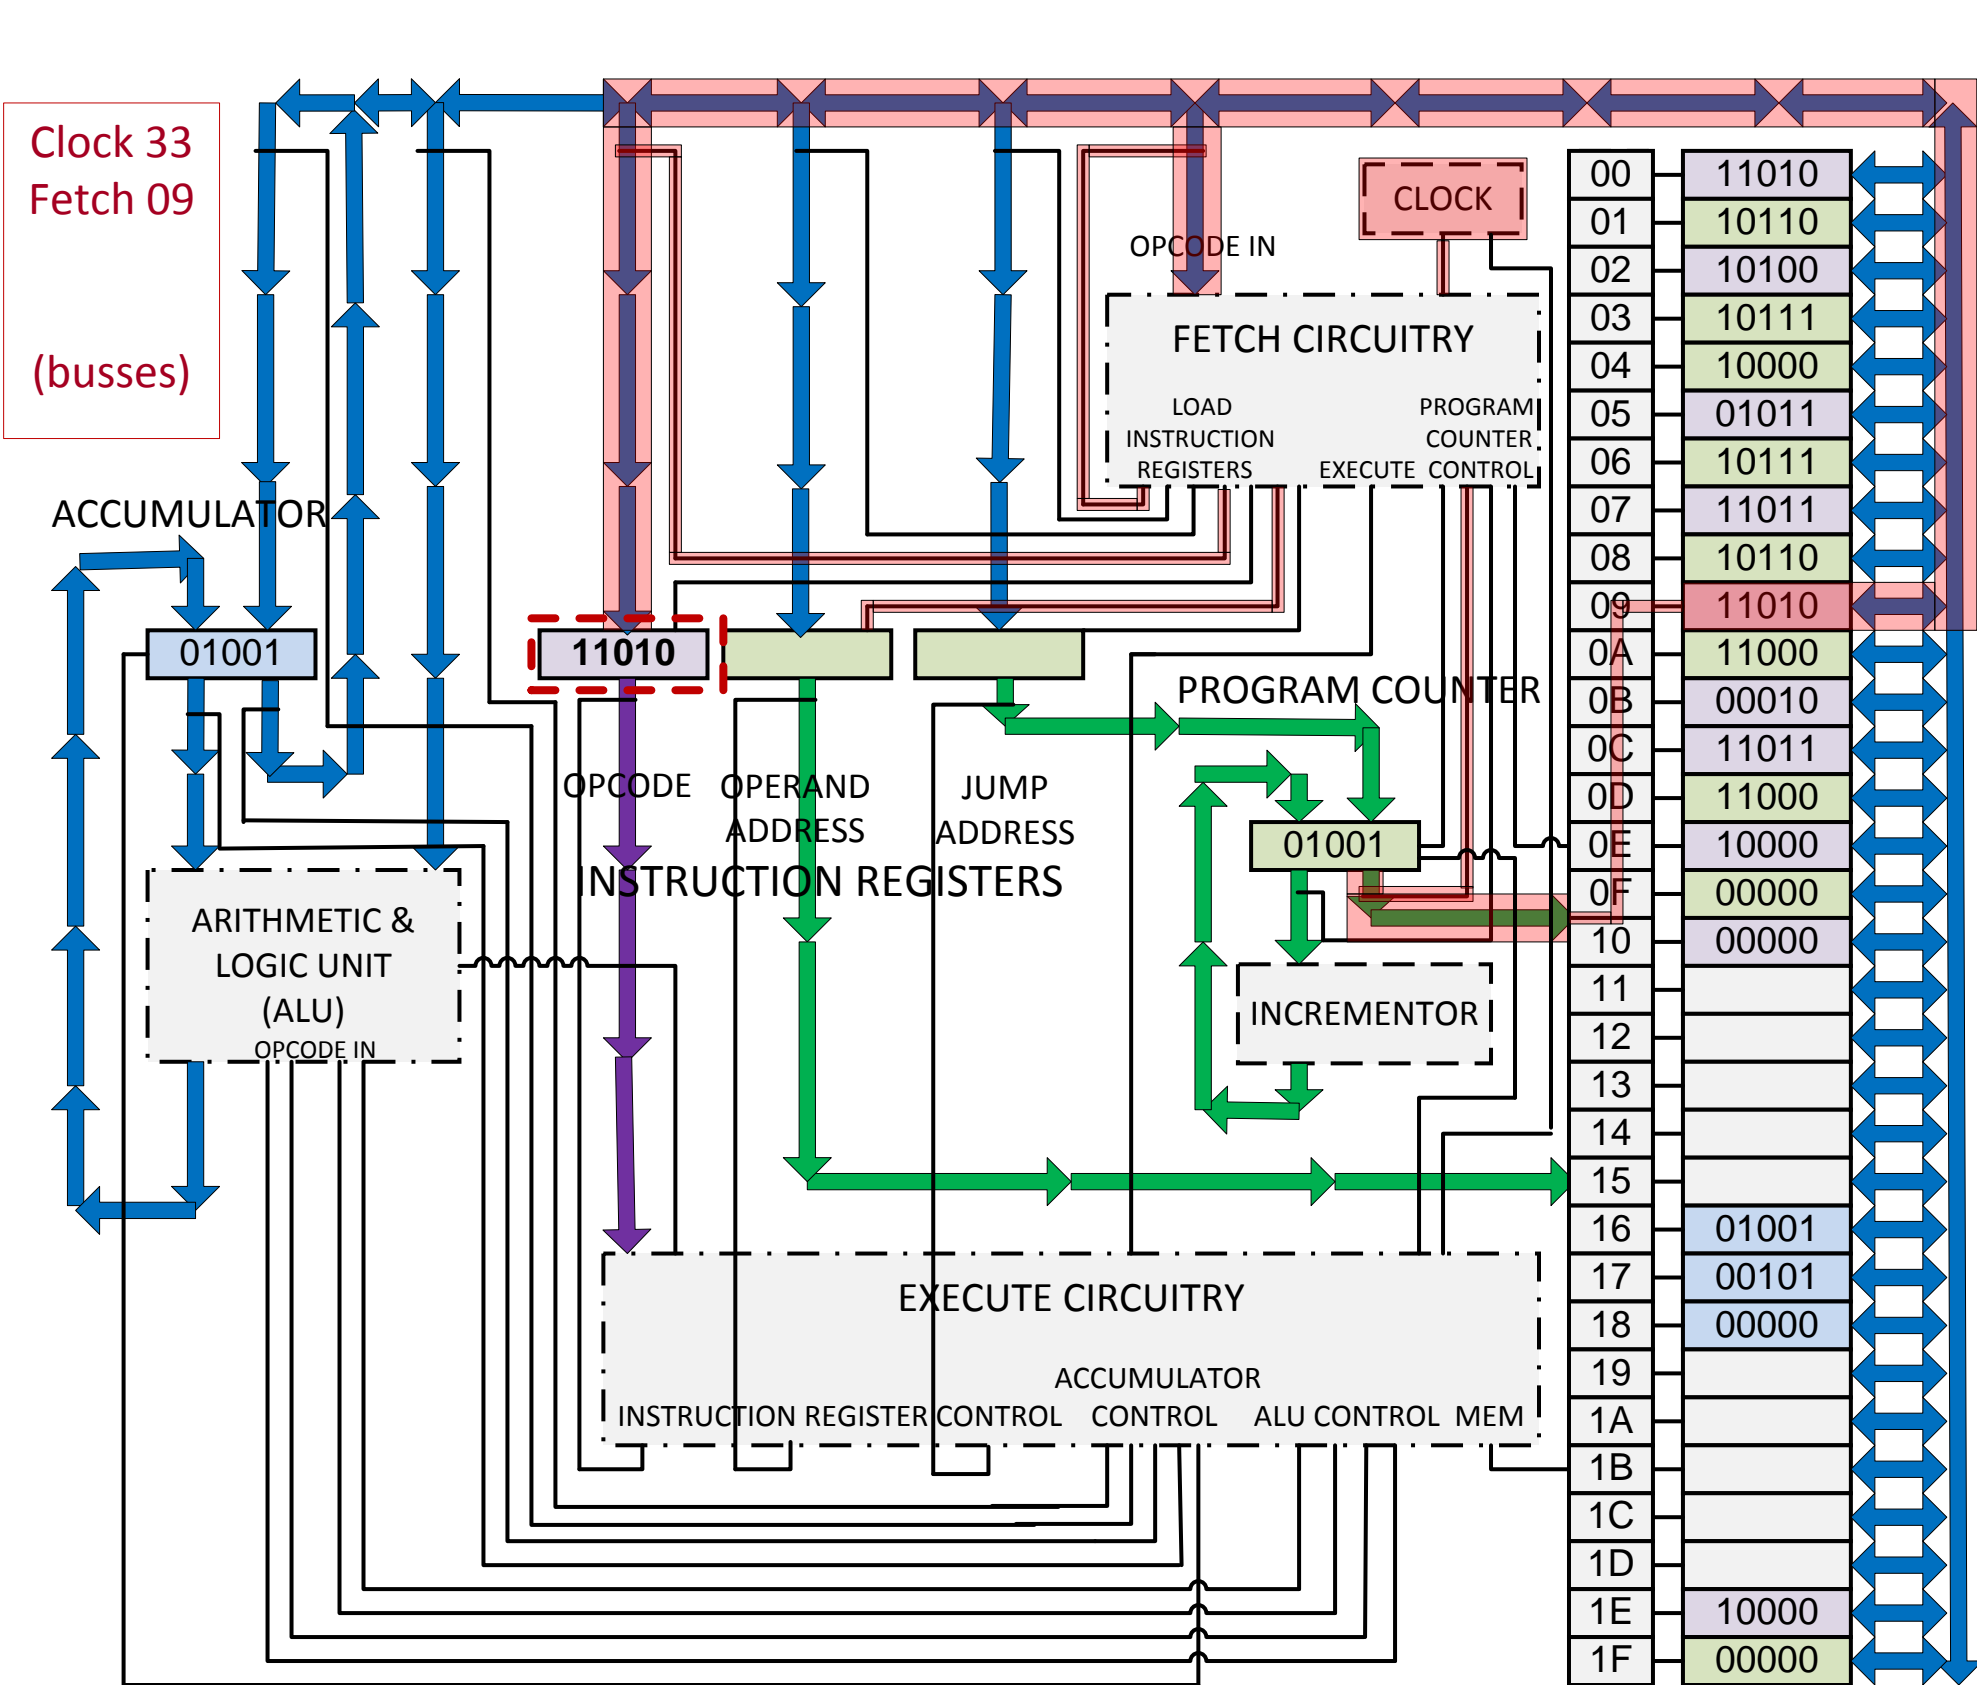 Clock 33
Fetch 09
(busses)
CLOCK
OPCODE IN
FETCH CIRCUITRY
LOAD
INSTRUCTION
REGISTERS
EXECUTE
PROGRAM
COUNTER
CONTROL
ACCUMULATOR
01001
11010
PROGRAM COUNTER
01001
OPCODE
OPERAND
ADDRESS
JUMP
ADDRESS
INSTRUCTION REGISTERS
ARITHMETIC &
LOGIC UNIT
(ALU)
OPCODE IN
INCREMENTOR
EXECUTE CIRCUITRY
INSTRUCTION REGISTER CONTROL
ACCUMULATOR
CONTROL
ALU CONTROL
MEM
00 11010
01 10110
02 10100
03 10111
04 10000
05 01011
06 10111
07 11011
08 10110
09 11010
0A 11000
0B 00010
0C 11011
0D 11000
0E 10000
0F 00000
10 00000
11
12
13
14
15
16 01001
17 00101
18 00000
19
1A
1B
1C
1D
1E 10000
1F 00000